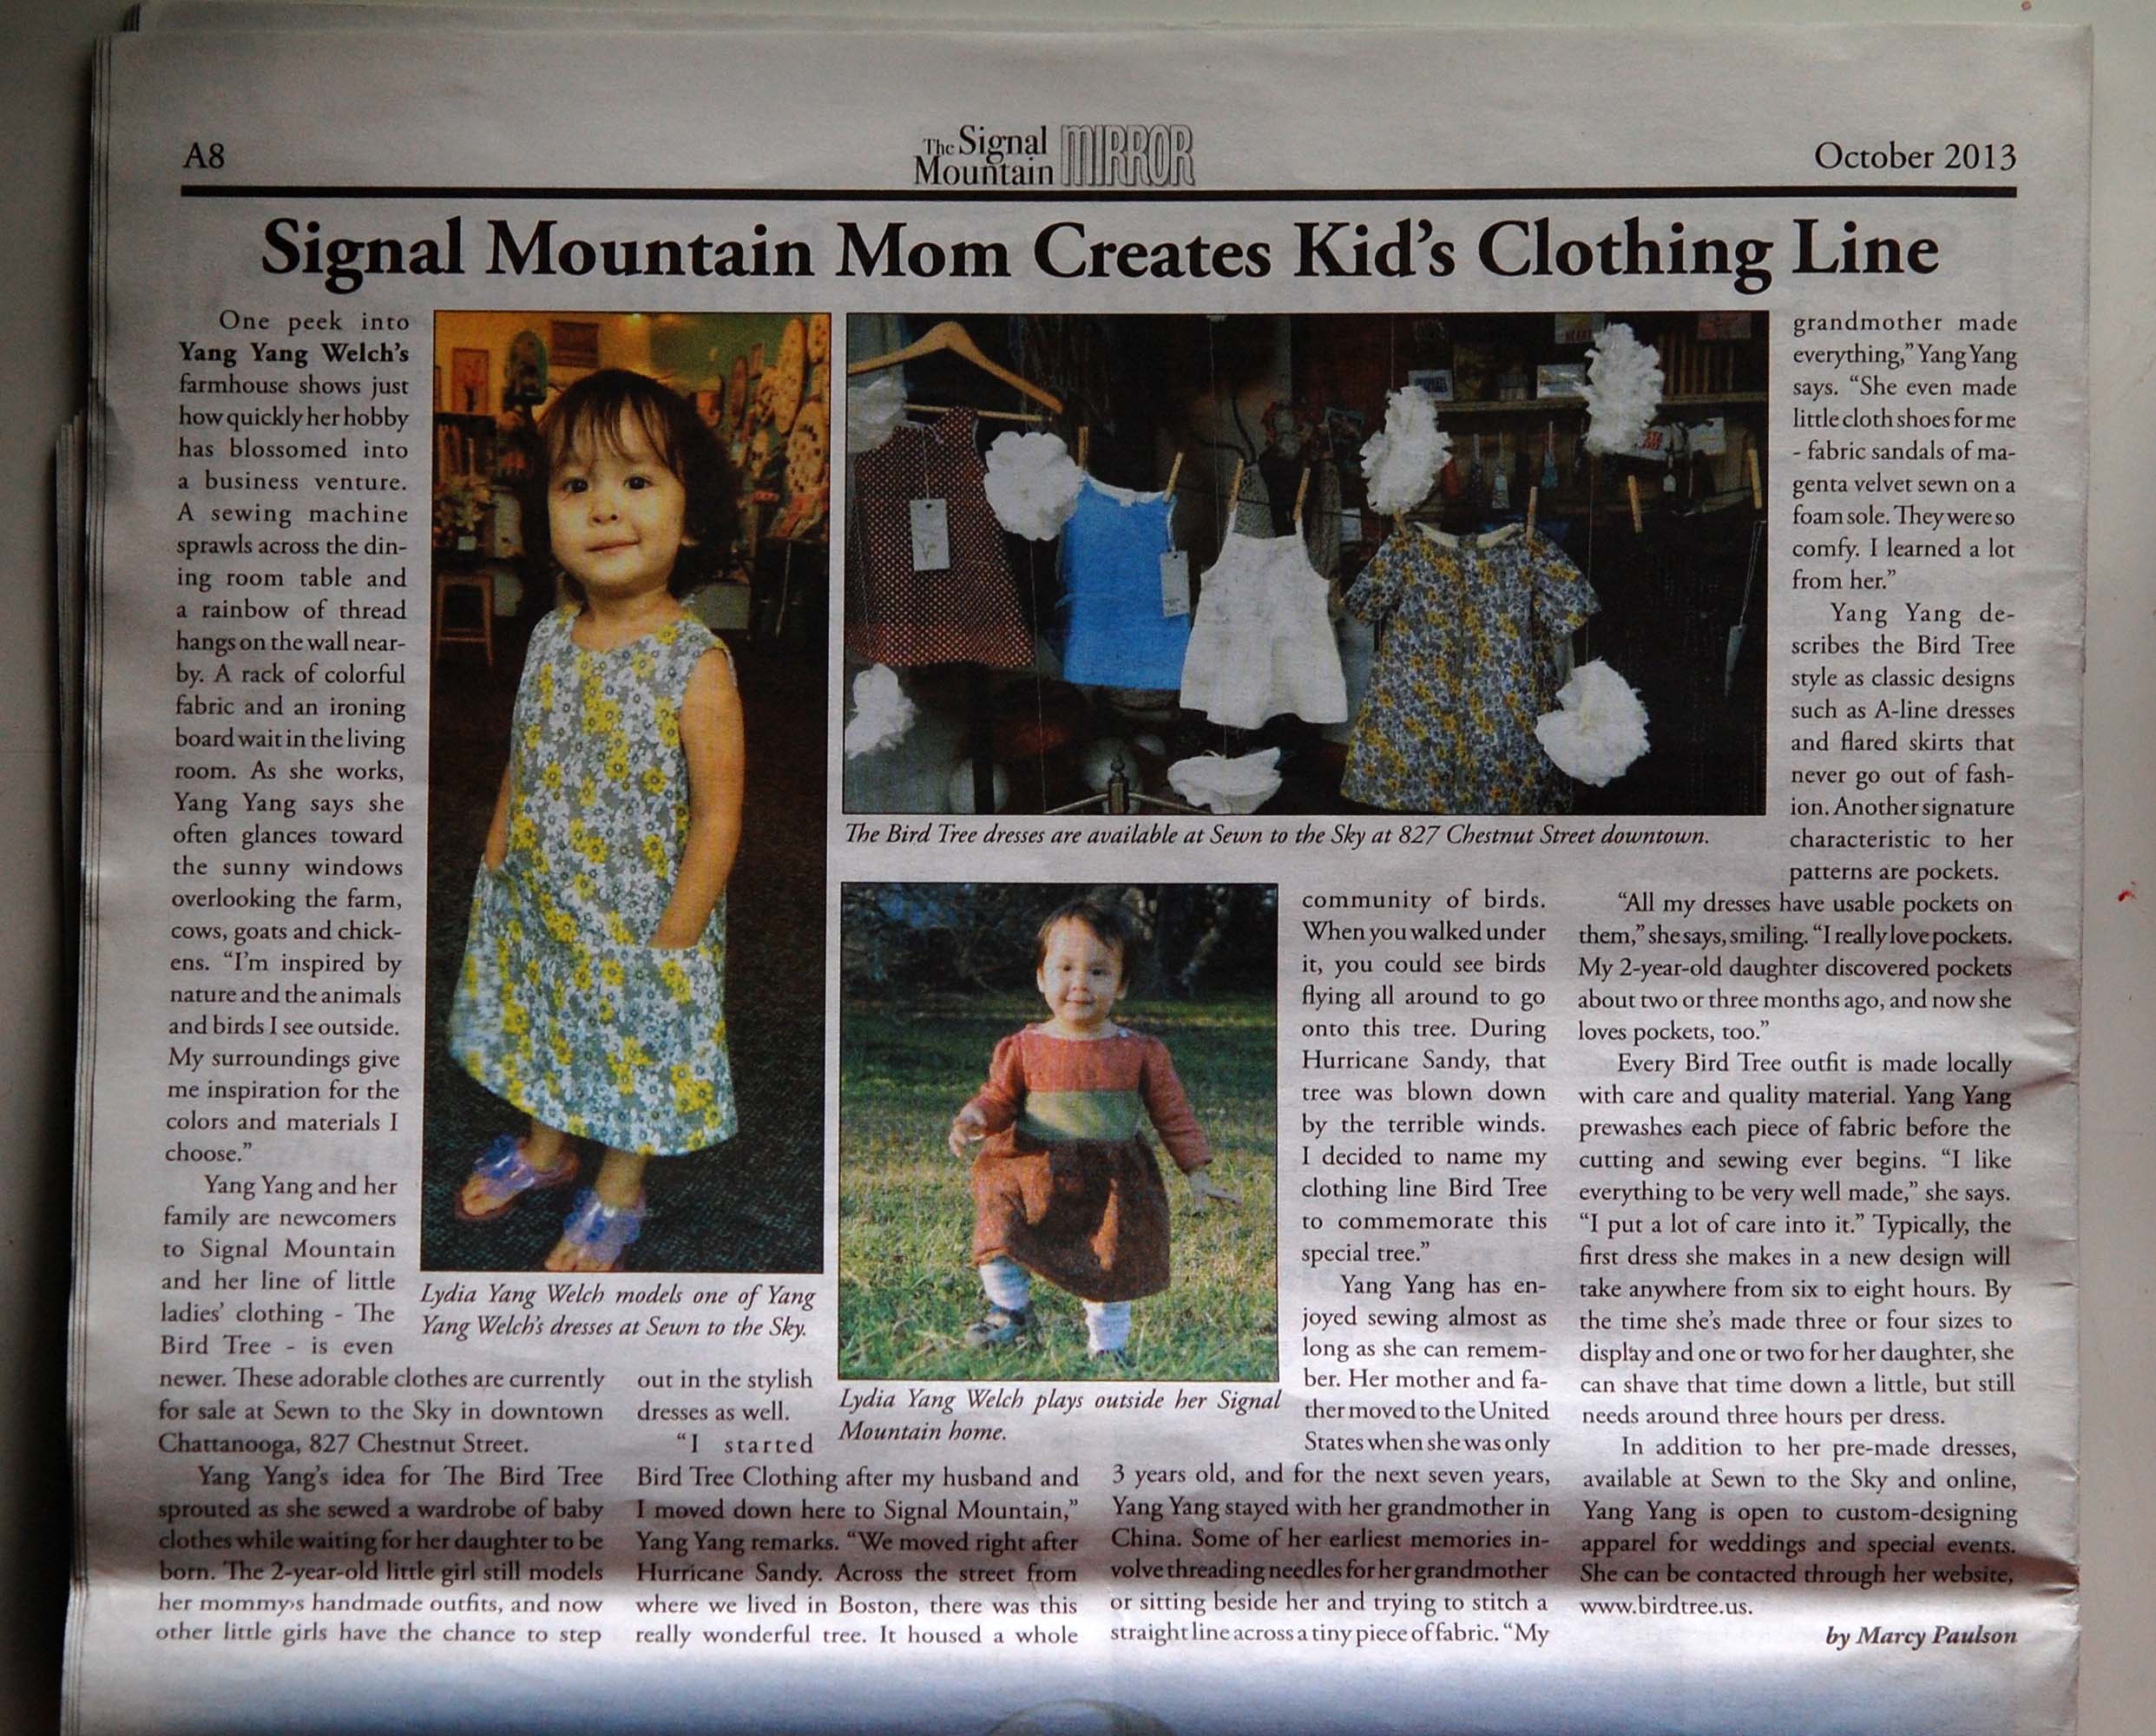 A8
The Signal
Mountain MIRROR
October 2013
Signal Mountain Mom Creates Kid's Clothing Line
One peek into
Yang Yang Welch's
farmhouse shows just
how quickly her hobby
has blossomed into
a business venture.
A sewing machine
sprawls across the din-
ing room table and
a rainbow of thread
hangs on the wall near-
by. A rack of colorful
fabric and an ironing
board wait in the living
room. As she works,
Yang Yang says she
often glances toward
the sunny windows
overlooking the farm,
cows, goats and chick-
ens. "I'm inspired by
nature and the animals
and birds I see outside.
My surroundings give
me inspiration for the
colors and materials I
choose."
Yang Yang and her
family are newcomers
to Signal Mountain
and her line of little
ladies' clothing - The
Bird Tree - is even
newer. These adorable clothes are currently
for sale at Sewn to the Sky in downtown
Chattanooga, 827 Chestnut Street.
Yang Yang's idea for The Bird Tree
sprouted as she sewed a wardrobe of baby
clothes while waiting for her daughter to be
born. The 2-year-old little girl still models
her mommy›s handmade outfits, and now
other little girls have the chance to step
Lydia Yang Welch models one of Yang
Yang Welch's dresses at Sewn to the Sky.
out in the stylish
dresses as well.
"I started
Bird Tree Clothing after my husband and
I moved down here to Signal Mountain,"
Yang Yang remarks. "We moved right after
Hurricane Sandy. Across the street from
where we lived in Boston, there was this
really wonderful tree. It housed a whole
The Bird Tree dresses are available at Sewn to the Sky at 827 Chestnut Street downtown.
Lydia Yang Welch plays outside her Signal
Mountain home.
community of birds.
When you walked under
it, you could see birds
flying all around to go
onto this tree. During
Hurricane Sandy, that
tree was blown down
by the terrible winds.
I decided to name my
clothing line Bird Tree
to commemorate this
special tree."
Yang Yang has en-
joyed sewing almost as
long as she can remem-
ber. Her mother and fa-
ther moved to the United
States when she was only
3 years old, and for the next seven years,
Yang Yang stayed with her grandmother in
China. Some of her earliest memories in-
volve threading needles for her grandmother
or sitting beside her and trying to stitch a
straight line across a tiny piece of fabric. "My
grandmother made
everything," Yang Yang
says. "She even made
little cloth shoes for me
- fabric sandals of ma-
genta velvet sewn on a
foam sole. They were so
comfy. I learned a lot
from her."
Yang Yang de-
scribes the Bird Tree
style as classic designs
such as A-line dresses
and flared skirts that
never go out of fash-
ion. Another signature
characteristic to her
patterns are pockets.
"All my dresses have usable pockets on
them," she says, smiling. "I really love pockets.
My 2-year-old daughter discovered pockets
about two or three months ago, and now she
loves pockets, too."
Every Bird Tree outfit is made locally
with care and quality material. Yang Yang
prewashes each piece of fabric before the
cutting and sewing ever begins. "I like
everything to be very well made," she says.
"I put a lot of care into it." Typically, the
first dress she makes in a new design will
take anywhere from six to eight hours. By
the time she's made three or four sizes to
display and one or two for her daughter, she
can shave that time down a little, but still
needs around three hours per dress.
In addition to her pre-made dresses,
available at Sewn to the Sky and online,
Yang Yang is open to custom-designing
apparel for weddings and special events.
She can be contacted through her website,
www.birdtree.us.
by Marcy Paulson